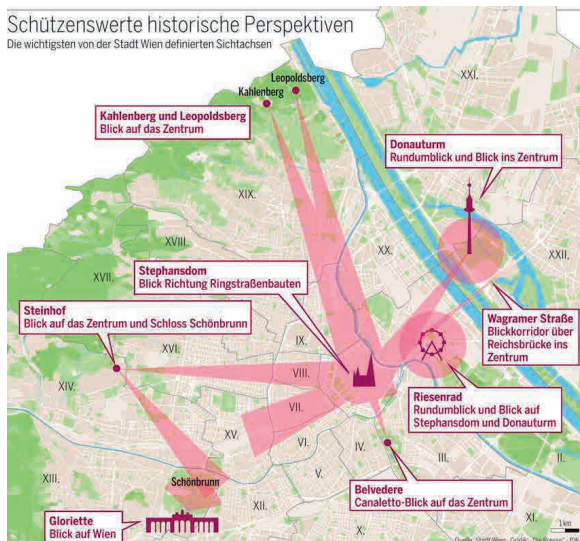 Schützenswerte historische Perspektiven
Die wichtigsten von der Stadt Wien definierten Sichtachsen
Leopoldsberg
Kahlenberg
XXI.
Kahlenberg und Leopoldsberg
Blick auf das Zentrum
Donauturm
Rundumblick und Blick ins Zentrum
XIX.
XX.
XXII.
XVIII.
XVII.
Stephansdom
Blick Richtung Ringstraßenbauten
Steinhof
Blick auf das Zentrum und Schloss Schönbrunn
Wagramer Straße
Blickkorridor über
Reichsbrücke ins
Zentrum
XVI.
IX.
VIII.
XIV.
VII.
Riesenrad
Rundumblick und Blick auf
Stephansdom und Donauturm
XV.
VI.
IV.
III.
II.
V.
XIII.
Schönbrunn
Belvedere
Canaletto-Blick auf das Zentrum
XII.
X.
XI.
Gloriette
Blick auf Wien
1 km